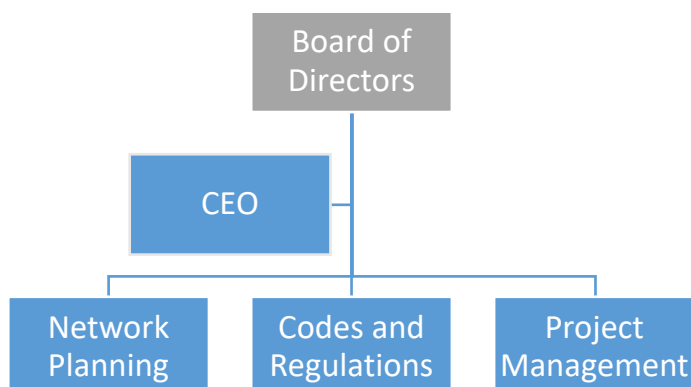 Board of
Directors
CEO
Network
Planning
Codes and
Regulations
Project
Management